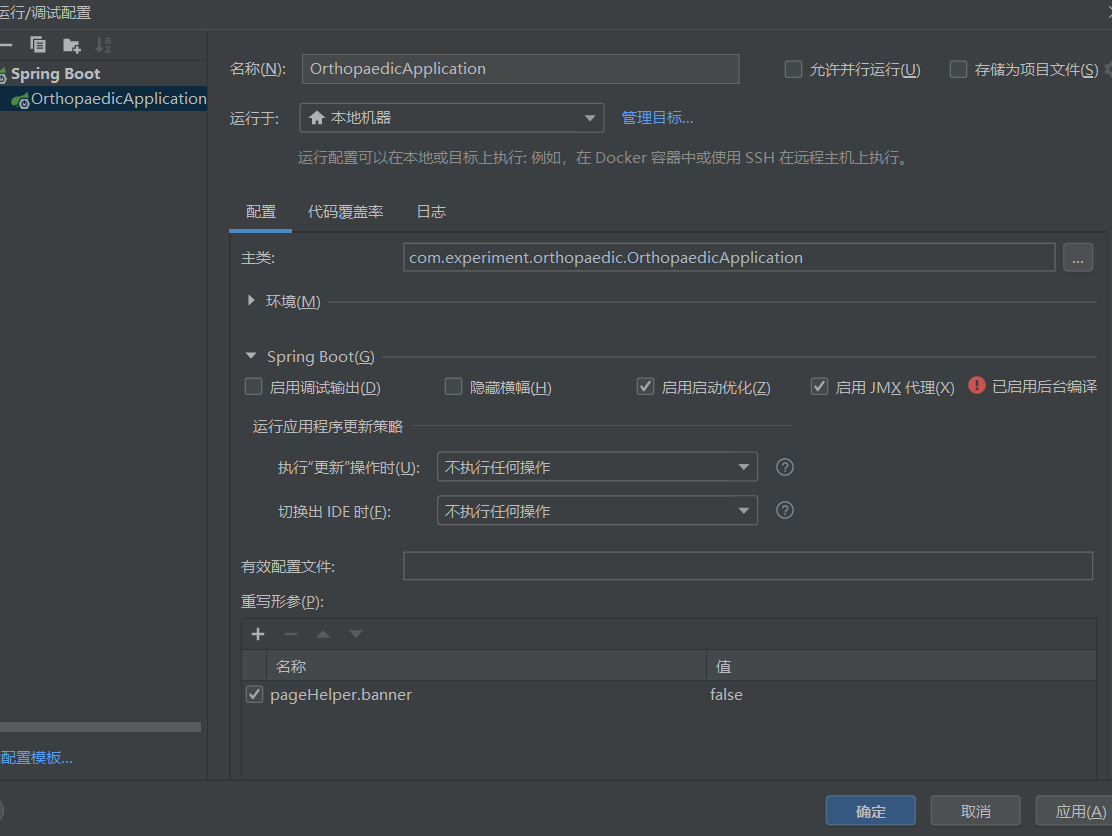 运行/调试配置
Spring Boot
OrthopaedicApplication
配置模板...
名称(N):
OrthopaedicApplication
允许并行运行(U)
存储为项目文件(S)
运行于:
本地机器
管理目标...
运行配置可以在本地或目标上执行: 例如，在 Docker 容器中或使用 SSH 在远程主机上执行。
配置
代码覆盖率
日志
主类:
com.experiment.orthopaedic.OrthopaedicApplication
...
环境(M)
Spring Boot(G)
启用调试输出(D)
隐藏横幅(H)
启用启动优化(Z)
启用 JMX 代理(X)
已启用后台编译
运行应用程序更新策略
执行“更新”操作时(U):
不执行任何操作
切换出 IDE 时(F):
不执行任何操作
有效配置文件:
重写形参(P):
名称
值
pageHelper.banner
false
确定
取消
应用(A)